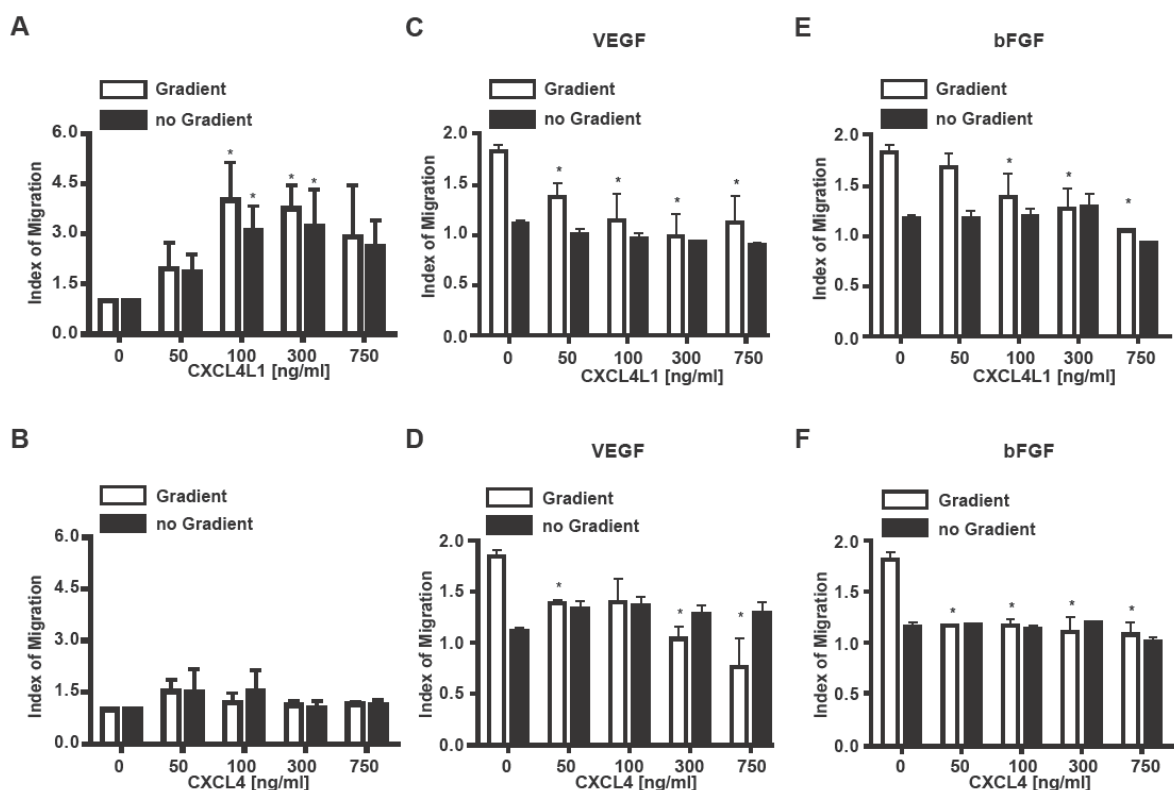 A
Gradient
no Gradient
Index of Migration
6.0
4.5
3.0
1.5
0.0
* * * *
0 50 100 300 750
CXCL4L1 [ng/ml]
C
VEGF
Gradient
no Gradient
Index of Migration
2.0
1.5
1.0
0.5
0.0
* * * *
0 50 100 300 750
CXCL4L1 [ng/ml]
E
bFGF
Gradient
no Gradient
Index of Migration
2.0
1.5
1.0
0.5
0.0
* * *
0 50 100 300 750
CXCL4L1 [ng/ml]
B
Gradient
no Gradient
Index of Migration
6.0
4.5
3.0
1.5
0.0
0 50 100 300 750
CXCL4 [ng/ml]
D
VEGF
Gradient
no Gradient
Index of Migration
2.0
1.5
1.0
0.5
0.0
* * *
0 50 100 300 750
CXCL4 [ng/ml]
F
bFGF
Gradient
no Gradient
Index of Migration
2.0
1.5
1.0
0.5
0.0
* * * *
0 50 100 300 750
CXCL4 [ng/ml]